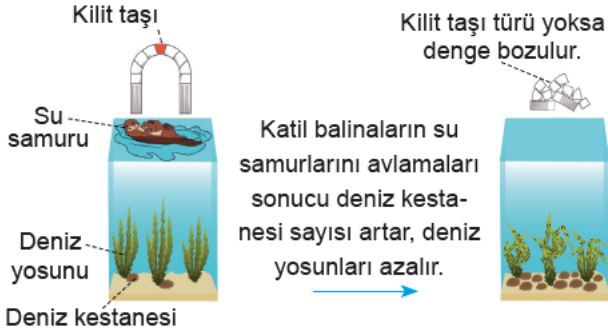 Kilit taşı
Su
samuru
Deniz
yosunu
Deniz kestanesi
Katil balinaların su
samurlarını avlamaları
sonucu deniz kesta-
nesi sayısı artar, deniz
yosunları azalır.
Kilit taşı türü yoksa
denge bozulur.